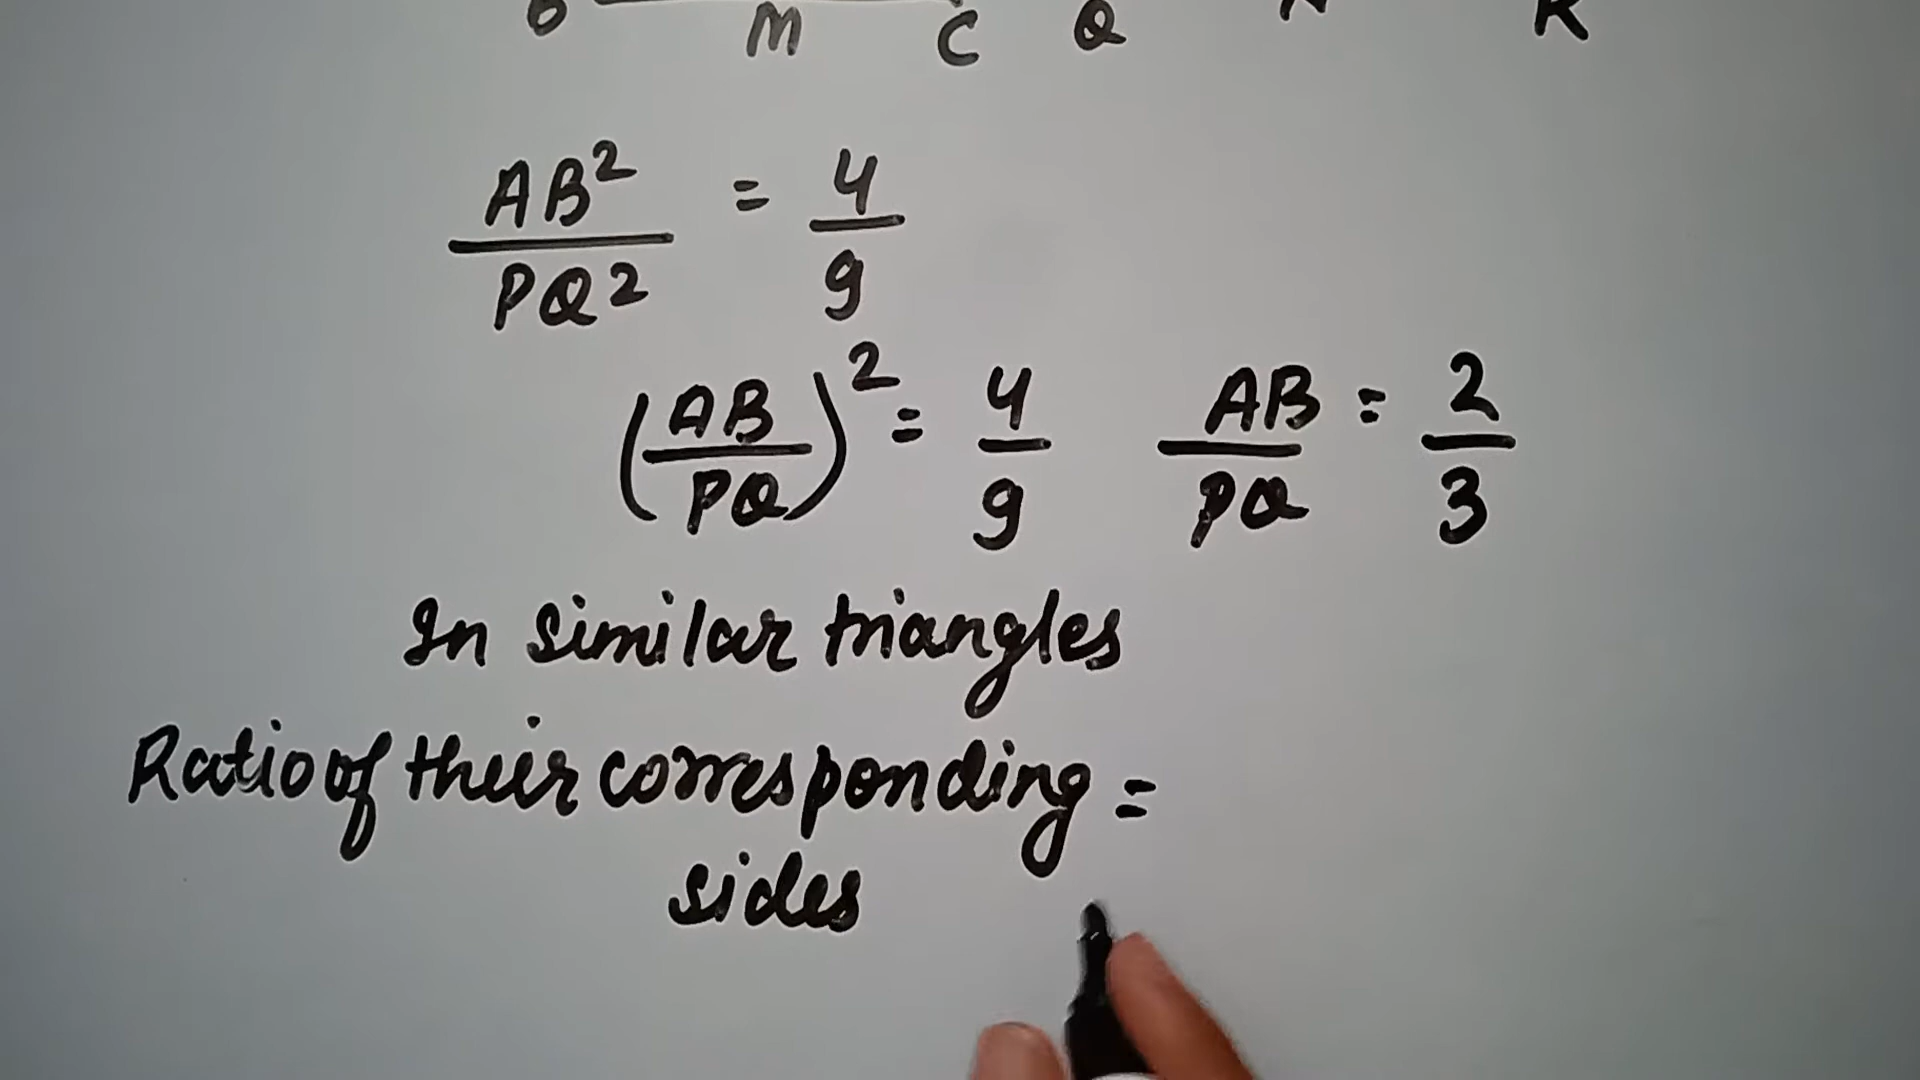 B M C Q N R
AB² / PQ² = 4/9
(AB/PQ)² = 4/9 AB/PQ = 2/3
In similar triangles
Ratio of their corresponding =
sides